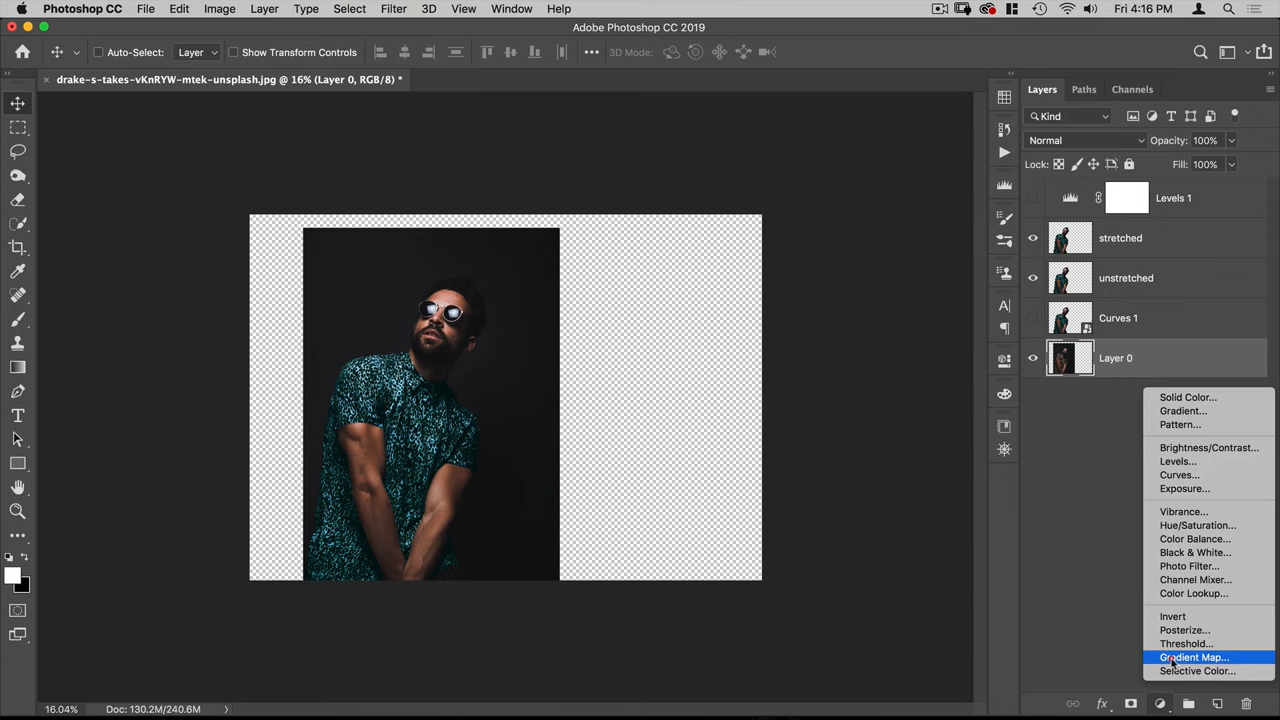 Photoshop CC File Edit Image Layer Type Select Filter 3D View Window Help Fri 4:16 PM
Adobe Photoshop CC 2019
Auto-Select: Layer Show Transform Controls 3D Mode:
drake-s-takes-vKnRYW-mtek-unsplash.jpg @ 16% (Layer 0, RGB/8) *
Layers Paths Channels
Kind
Normal Opacity: 100%
Lock: Fill: 100%
Levels 1
stretched
unstretched
Curves 1
Layer 0
Solid Color...
Gradient...
Pattern...
Brightness/Contrast...
Levels...
Curves...
Exposure...
Vibrance...
Hue/Saturation...
Color Balance...
Black & White...
Photo Filter...
Channel Mixer...
Color Lookup...
Invert
Posterize...
Threshold...
Gradient Map...
Selective Color...
16.04% Doc: 130.2M/240.6M